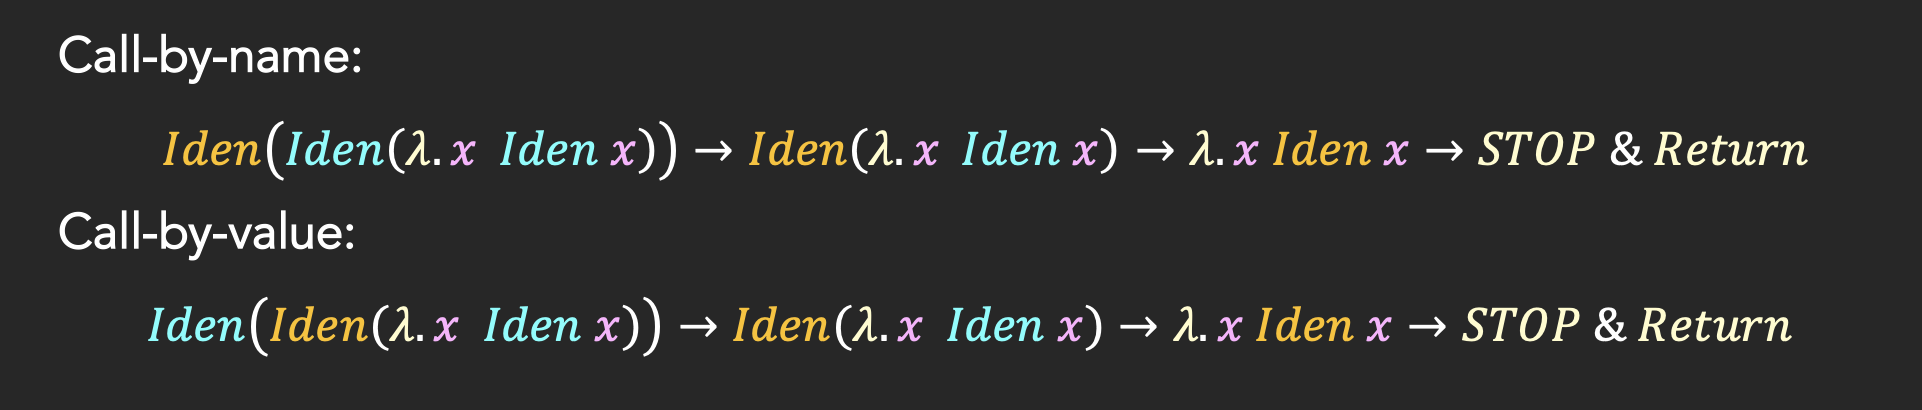 Call-by-name:
Iden(Iden(λ.x Iden x)) → Iden(λ.x Iden x) → λ.x Iden x → STOP & Return
Call-by-value:
Iden(Iden(λ.x Iden x)) → Iden(λ.x Iden x) → λ.x Iden x → STOP & Return